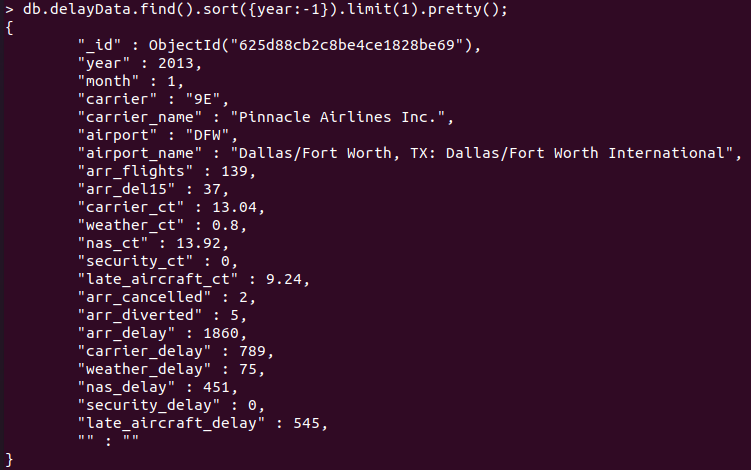 > db.delayData.find().sort({year:-1}).limit(1).pretty();
{
        "_id" : ObjectId("625d88cb2c8be4ce1828be69"),
        "year" : 2013,
        "month" : 1,
        "carrier" : "9E",
        "carrier_name" : "Pinnacle Airlines Inc.",
        "airport" : "DFW",
        "airport_name" : "Dallas/Fort Worth, TX: Dallas/Fort Worth International",
        "arr_flights" : 139,
        "arr_del15" : 37,
        "carrier_ct" : 13.04,
        "weather_ct" : 0.8,
        "nas_ct" : 13.92,
        "security_ct" : 0,
        "late_aircraft_ct" : 9.24,
        "arr_cancelled" : 2,
        "arr_diverted" : 5,
        "arr_delay" : 1860,
        "carrier_delay" : 789,
        "weather_delay" : 75,
        "nas_delay" : 451,
        "security_delay" : 0,
        "late_aircraft_delay" : 545,
        "" : ""
}